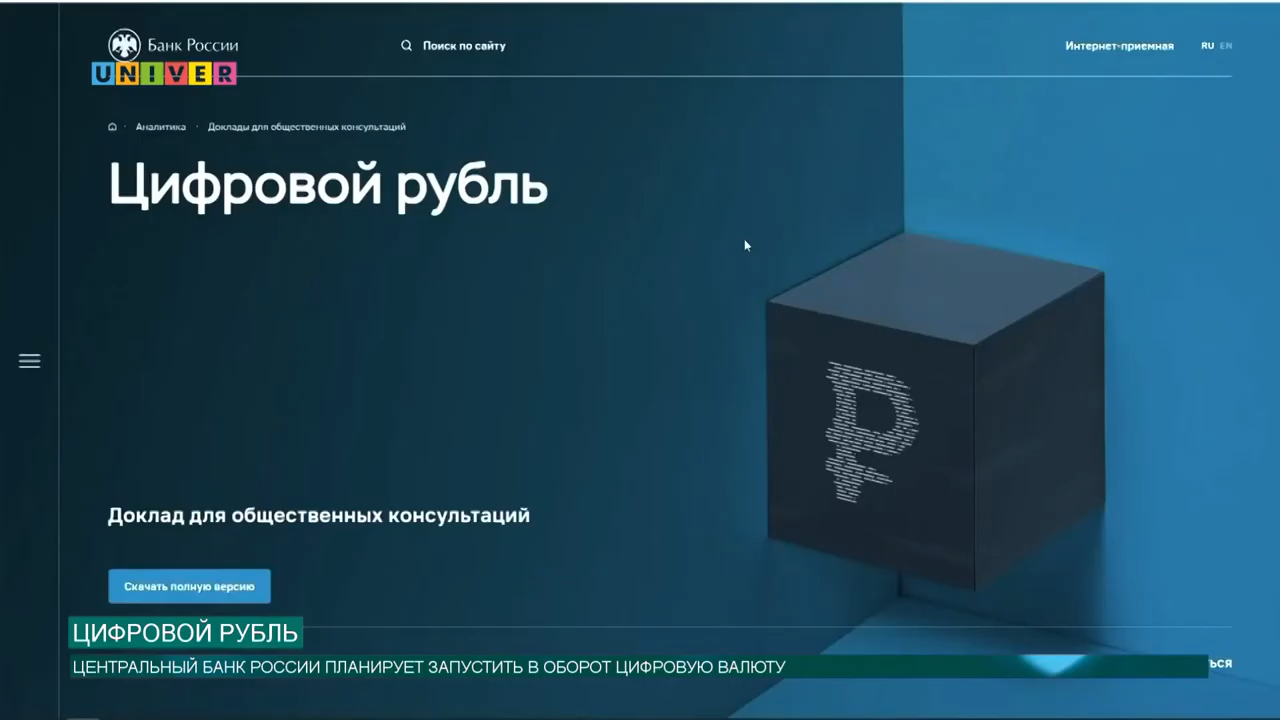 Банк России
Поиск по сайту
Интернет-приемная
RU EN
UNIVER
Аналитика · Доклады для общественных консультаций
Цифровой рубль
Доклад для общественных консультаций
Скачать полную версию
ЦИФРОВОЙ РУБЛЬ
ЦЕНТРАЛЬНЫЙ БАНК РОССИИ ПЛАНИРУЕТ ЗАПУСТИТЬ В ОБОРОТ ЦИФРОВУЮ ВАЛЮТУ